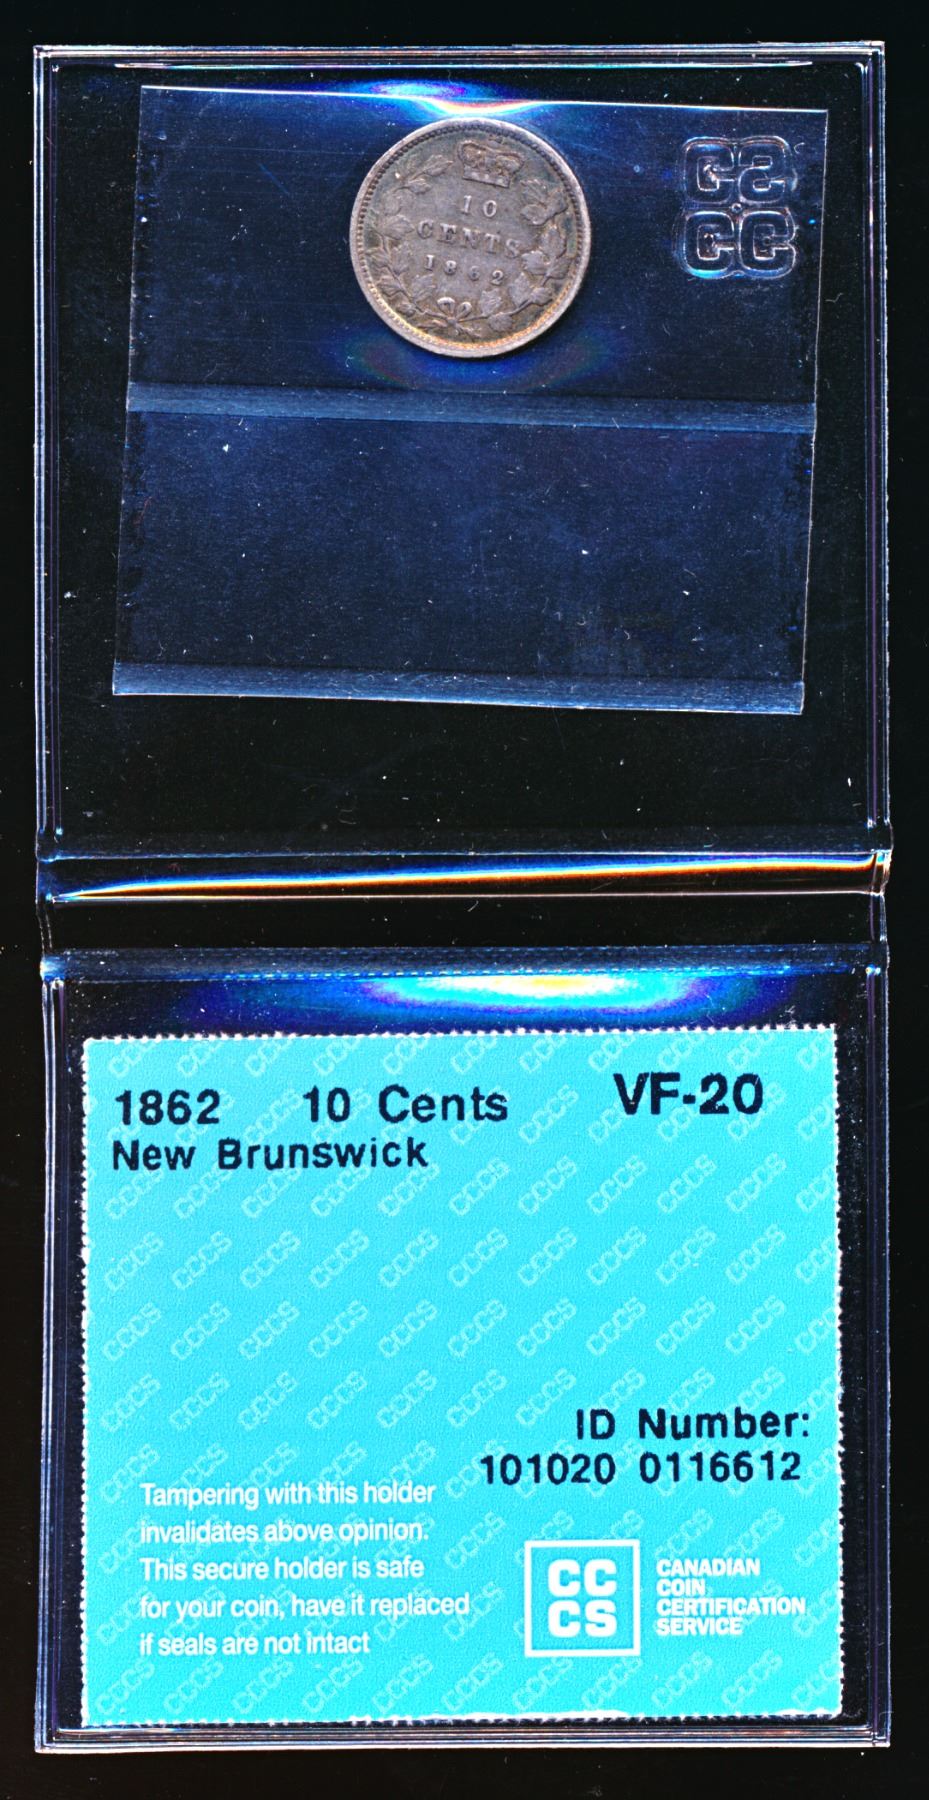 10
CENTS
1862
CCCS
1862 10 Cents VF-20
New Brunswick
ID Number:
101020 0116612
Tampering with this holder
invalidates above opinion.
This secure holder is safe
for your coin, have it replaced
if seals are not intact
CC
CS
CANADIAN
COIN
CERTIFICATION
SERVICE